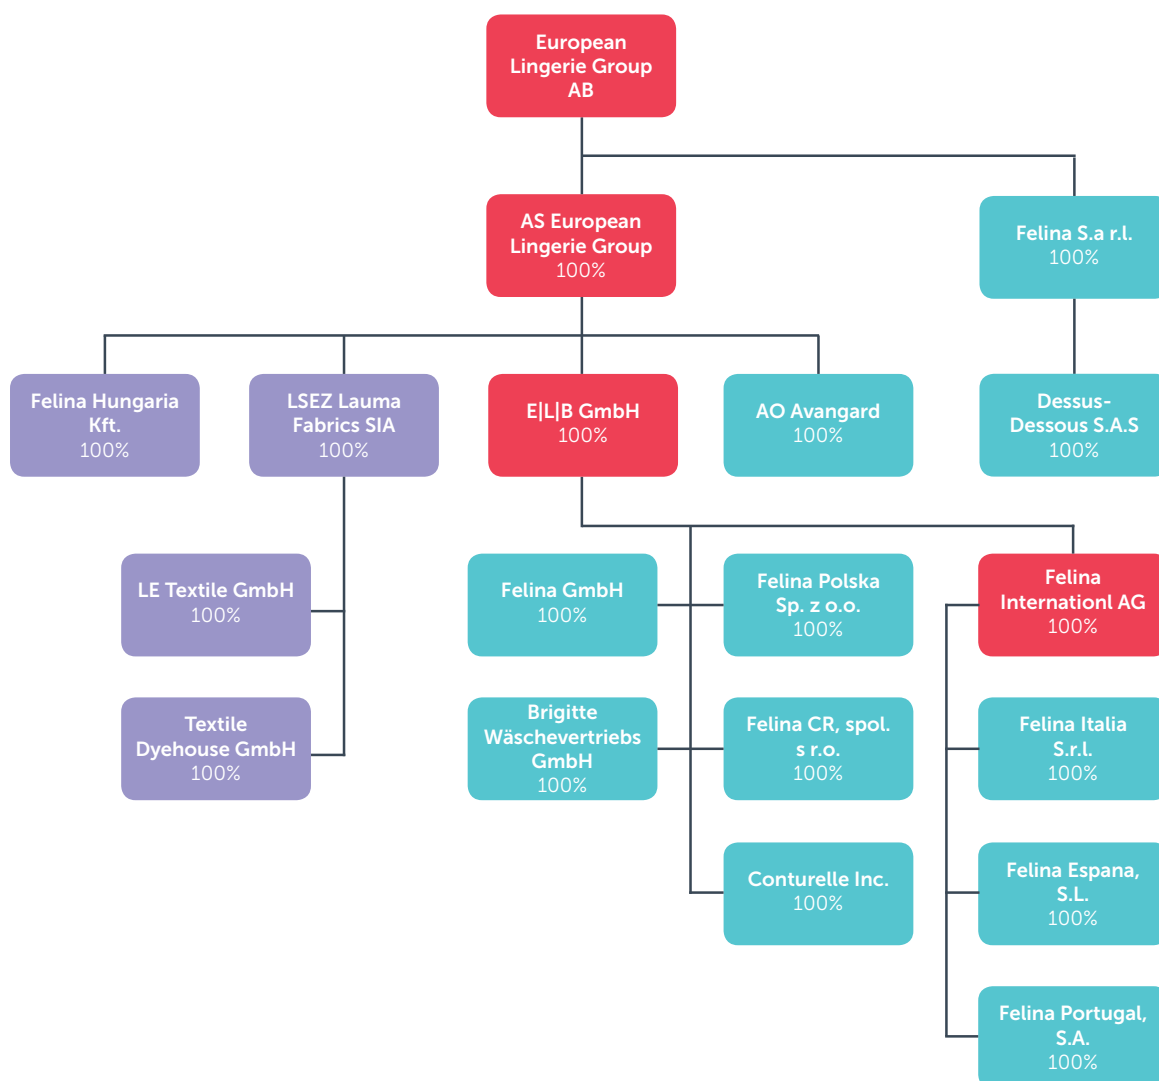 European
Lingerie Group
AB
AS European
Lingerie Group
100%
Felina S.a r.l.
100%
Felina Hungaria
Kft.
100%
LSEZ Lauma
Fabrics SIA
100%
E|L|B GmbH
100%
AO Avangard
100%
Dessus-
Dessous S.A.S
100%
LE Textile GmbH
100%
Felina GmbH
100%
Felina Polska
Sp. z o.o.
100%
Felina
Internationl AG
100%
Textile
Dyehouse GmbH
100%
Brigitte
Wäschevertriebs
GmbH
100%
Felina CR, spol.
s r.o.
100%
Felina Italia
S.r.l.
100%
Conturelle Inc.
100%
Felina Espana,
S.L.
100%
Felina Portugal,
S.A.
100%